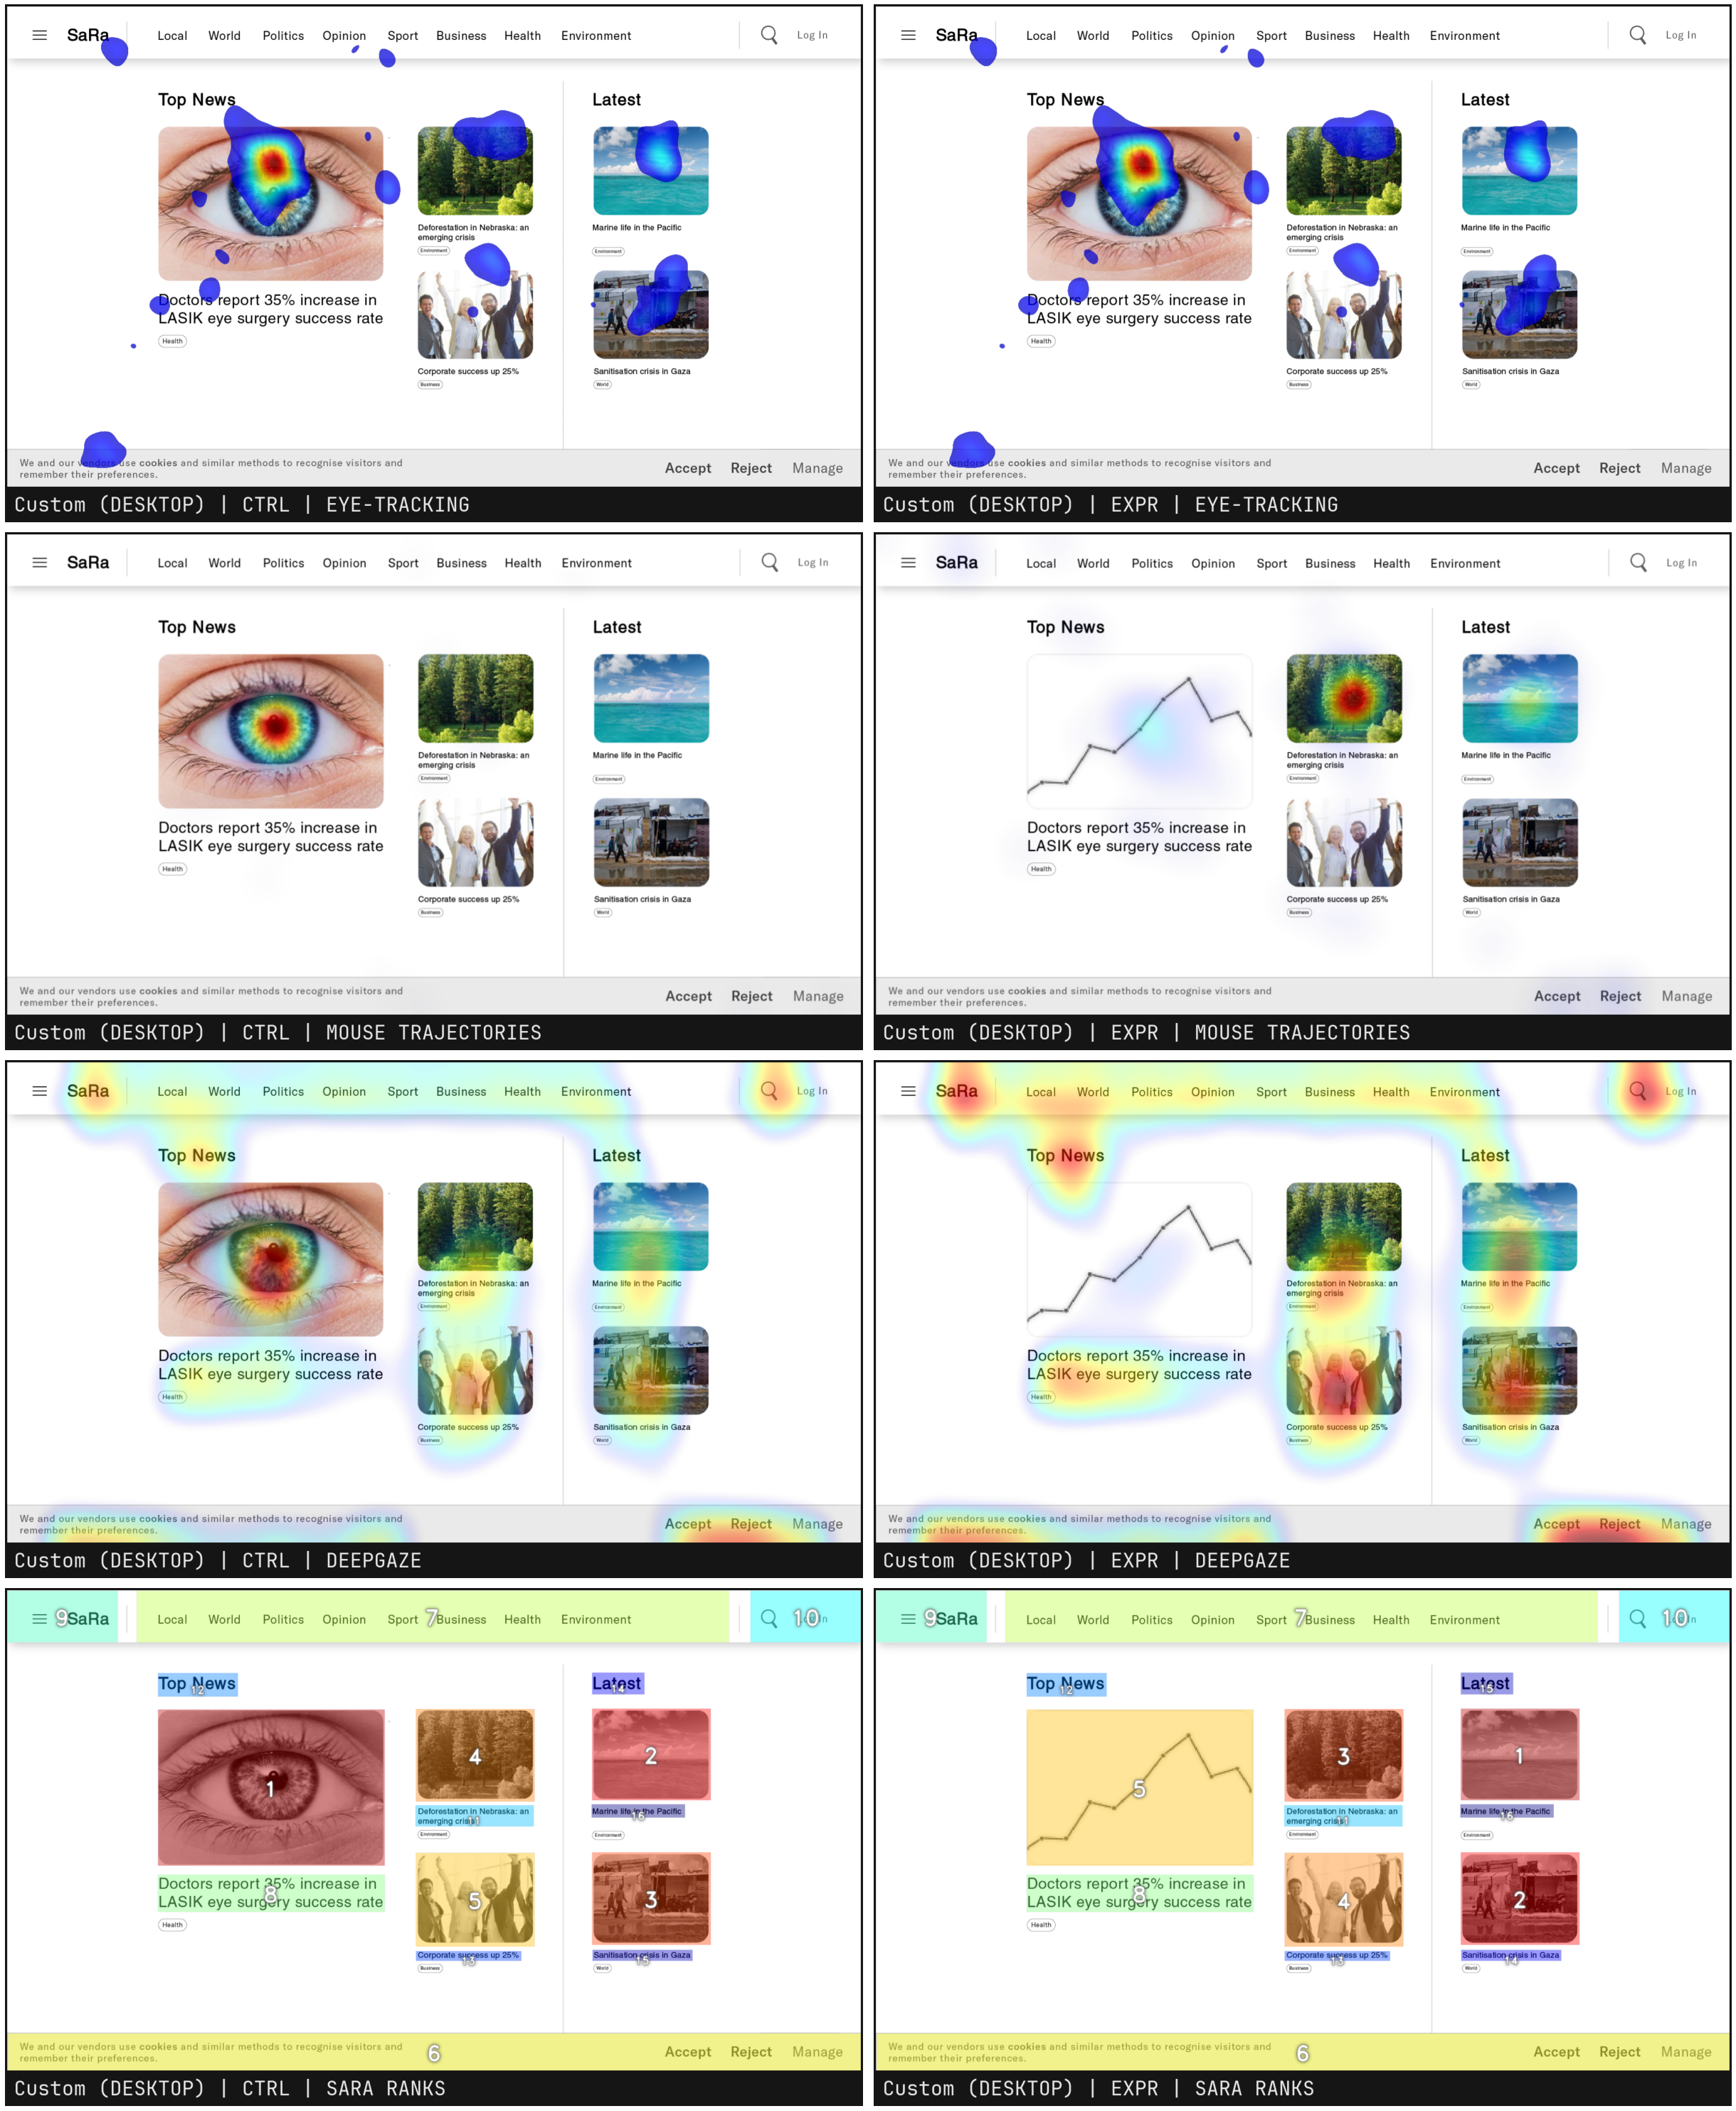 SaRa Local World Politics Opinion Sport Business Health Environment Log In
Top News Latest
Deforestation in Nebraska: an emerging crisis
Environment
Marine life in the Pacific
Environment
Doctors report 35% increase in
LASIK eye surgery success rate
Health
Corporate success up 25%
Business
Sanitisation crisis in Gaza
World
We and our vendors use cookies and similar methods to recognise visitors and
remember their preferences.
Accept Reject Manage
Custom (DESKTOP) | CTRL | EYE-TRACKING
SaRa Local World Politics Opinion Sport Business Health Environment Log In
Top News Latest
Deforestation in Nebraska: an emerging crisis
Environment
Marine life in the Pacific
Environment
Doctors report 35% increase in
LASIK eye surgery success rate
Health
Corporate success up 25%
Business
Sanitisation crisis in Gaza
World
We and our vendors use cookies and similar methods to recognise visitors and
remember their preferences.
Accept Reject Manage
Custom (DESKTOP) | EXPR | EYE-TRACKING
SaRa Local World Politics Opinion Sport Business Health Environment Log In
Top News Latest
Deforestation in Nebraska: an emerging crisis
Environment
Marine life in the Pacific
Environment
Doctors report 35% increase in
LASIK eye surgery success rate
Health
Corporate success up 25%
Business
Sanitisation crisis in Gaza
World
We and our vendors use cookies and similar methods to recognise visitors and
remember their preferences.
Accept Reject Manage
Custom (DESKTOP) | CTRL | MOUSE TRAJECTORIES
SaRa Local World Politics Opinion Sport Business Health Environment Log In
Top News Latest
Deforestation in Nebraska: an emerging crisis
Environment
Marine life in the Pacific
Environment
Doctors report 35% increase in
LASIK eye surgery success rate
Health
Corporate success up 25%
Business
Sanitisation crisis in Gaza
World
We and our vendors use cookies and similar methods to recognise visitors and
remember their preferences.
Accept Reject Manage
Custom (DESKTOP) | EXPR | MOUSE TRAJECTORIES
SaRa Local World Politics Opinion Sport Business Health Environment Log In
Top News Latest
Deforestation in Nebraska: an emerging crisis
Environment
Marine life in the Pacific
Environment
Doctors report 35% increase in
LASIK eye surgery success rate
Health
Corporate success up 25%
Business
Sanitisation crisis in Gaza
World
We and our vendors use cookies and similar methods to recognise visitors and
remember their preferences.
Accept Reject Manage
Custom (DESKTOP) | CTRL | DEEPGAZE
SaRa Local World Politics Opinion Sport Business Health Environment Log In
Top News Latest
Deforestation in Nebraska: an emerging crisis
Environment
Marine life in the Pacific
Environment
Doctors report 35% increase in
LASIK eye surgery success rate
Health
Corporate success up 25%
Business
Sanitisation crisis in Gaza
World
We and our vendors use cookies and similar methods to recognise visitors and
remember their preferences.
Accept Reject Manage
Custom (DESKTOP) | EXPR | DEEPGAZE
9 SaRa Local World Politics Opinion Sport 7 Business Health Environment 10
Top News 12 Latest 14
1 4 2
Deforestation in Nebraska: an emerging crisis 11
Environment
Marine life in the Pacific 16
Environment
Doctors report 35% increase in
LASIK eye surgery success rate
8
Health
5 3
Corporate success up 25% 13
Business
Sanitisation crisis in Gaza 15
World
We and our vendors use cookies and similar methods to recognise visitors and
remember their preferences.
6 Accept Reject Manage
Custom (DESKTOP) | CTRL | SARA RANKS
9 SaRa Local World Politics Opinion Sport 7 Business Health Environment 10
Top News 12 Latest 15
5 3 1
Deforestation in Nebraska: an emerging crisis 11
Environment
Marine life in the Pacific 16
Environment
Doctors report 35% increase in
LASIK eye surgery success rate
8
Health
4 2
Corporate success up 25% 13
Business
Sanitisation crisis in Gaza 14
World
We and our vendors use cookies and similar methods to recognise visitors and
remember their preferences.
6 Accept Reject Manage
Custom (DESKTOP) | EXPR | SARA RANKS